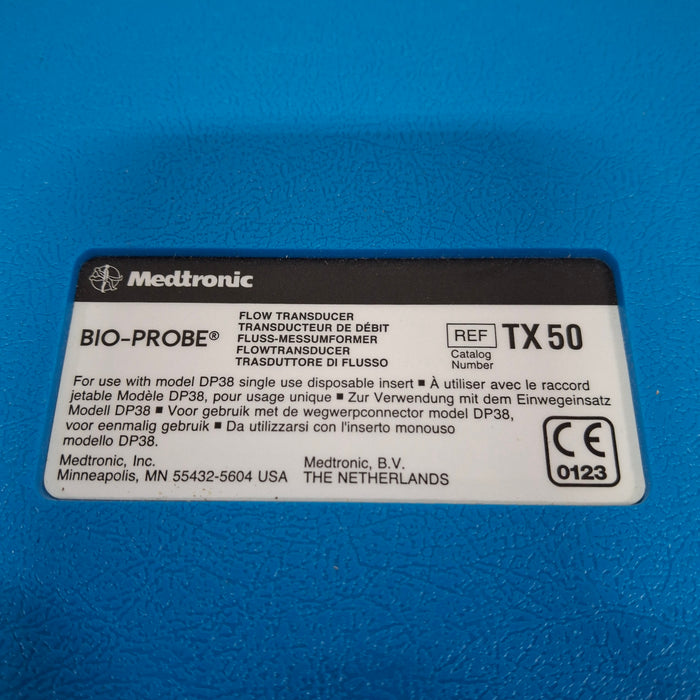 Medtronic
BIO-PROBE®
FLOW TRANSDUCER
TRANSDUCTEUR DE DÉBIT
FLUSS-MESSUMFORMER
FLOWTRANSDUCER
TRASDUTTORE DI FLUSSO
REF TX 50
Catalog
Number
For use with model DP38 single use disposable insert ■ À utiliser avec le raccord
jetable Modèle DP38, pour usage unique ■ Zur Verwendung mit dem Einwegeinsatz
Modell DP38 ■ Voor gebruik met de wegwerpconnector model DP38,
voor eenmalig gebruik ■ Da utilizzarsi con l'inserto monouso
modello DP38.
Medtronic, Inc.
Minneapolis, MN 55432-5604 USA
Medtronic, B.V.
THE NETHERLANDS
CE
0123